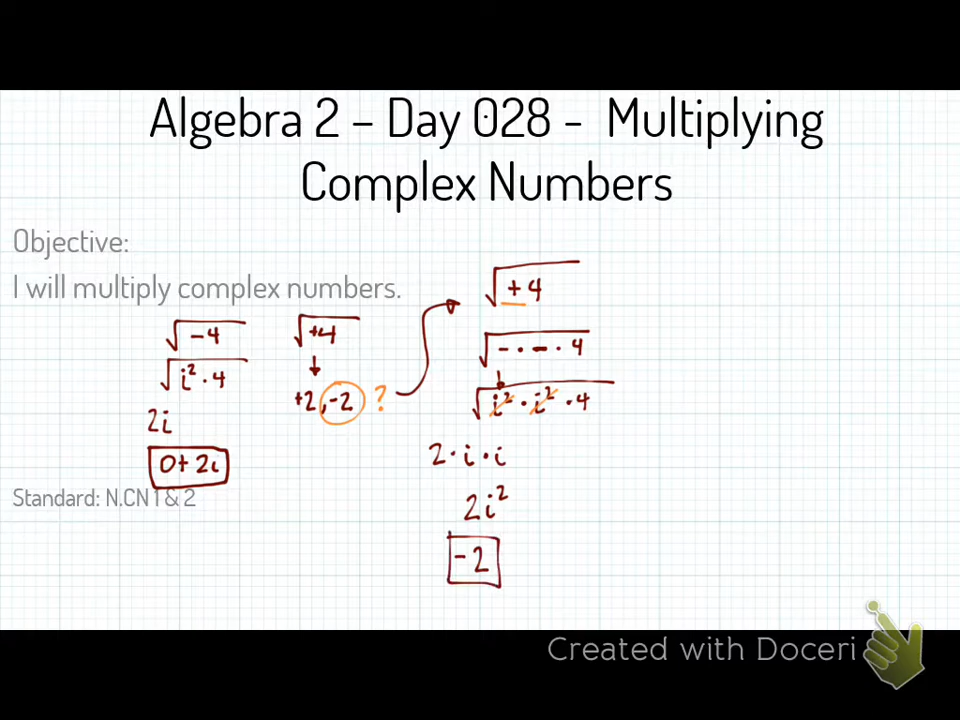 Algebra 2 – Day 028 - Multiplying
Complex Numbers
Objective:
I will multiply complex numbers.
√-4
√i² · 4
2i
0 + 2i
√+4
↓
+2, -2 ?
√+4
√- · - · 4
√i² · i² · 4
2 · i · i
2i²
-2
Standard: N.CN 1 & 2
Created with Doceri